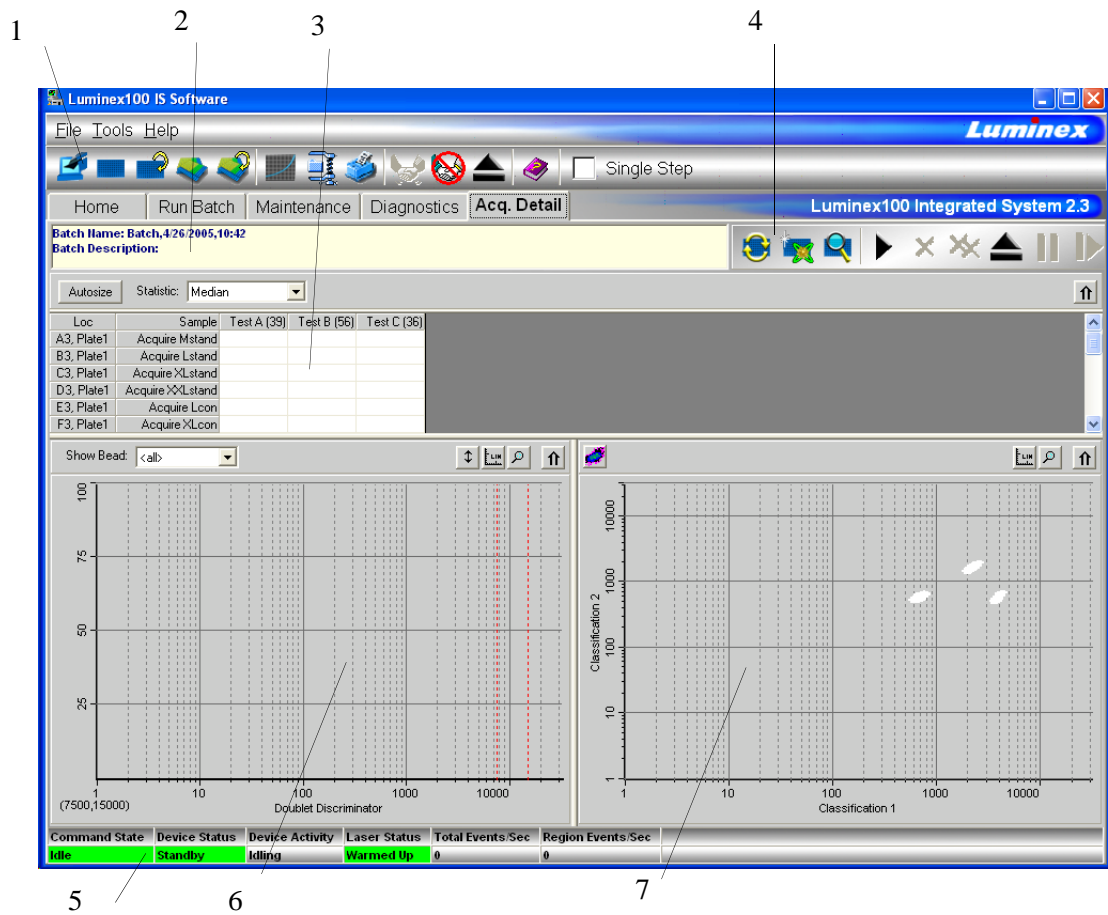 1 2 3 4
Luminex100 IS Software
File Tools Help
Luminex
Single Step
Home Run Batch Maintenance Diagnostics Acq. Detail
Luminex100 Integrated System 2.3
Batch Name: Batch,4/26/2005,10:42
Batch Description:
Autosize Statistic: Median
Loc Sample Test A (39) Test B (56) Test C (36)
A3, Plate1 Acquire Mstand
B3, Plate1 Acquire Lstand
C3, Plate1 Acquire XLstand
D3, Plate1 Acquire XXLstand
E3, Plate1 Acquire Lcon
F3, Plate1 Acquire XLcon
Show Bead: <all>
LIN
100
75
50
25
1 10 100 1000 10000
(7500,15000)
Doublet Discriminator
LIN
10000
1000
100
10
1
Classification 2
1 10 100 1000 10000
Classification 1
Command State Device Status Device Activity Laser Status Total Events/Sec Region Events/Sec
Idle Standby Idling Warmed Up 0 0
5 6 7